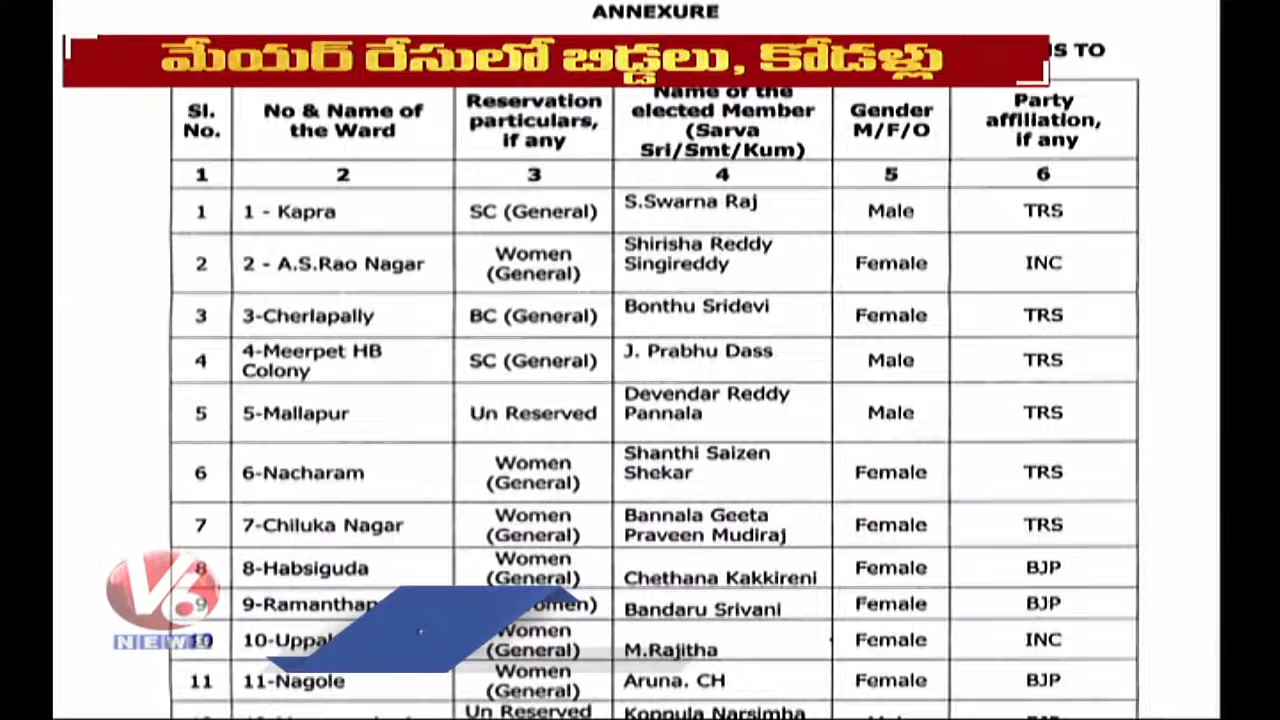 ANNEXURE
మేయర్ రేసులో బిడ్డలు, కోడళ్లు
TO
Sl. No. No & Name of the Ward Reservation particulars, if any Name of the elected Member (Sarva Sri/Smt/Kum) Gender M/F/O Party affiliation, if any
1 2 3 4 5 6
1 1 - Kapra SC (General) S.Swarna Raj Male TRS
2 2 - A.S.Rao Nagar Women (General) Shirisha Reddy Singireddy Female INC
3 3-Cherlapally BC (General) Bonthu Sridevi Female TRS
4 4-Meerpet HB Colony SC (General) J. Prabhu Dass Male TRS
5 5-Mallapur Un Reserved Devendar Reddy Pannala Male TRS
6 6-Nacharam Women (General) Shanthi Saizen Shekar Female TRS
7 7-Chiluka Nagar Women (General) Bannala Geeta Praveen Mudiraj Female TRS
8 8-Habsiguda Women (General) Chethana Kakkireni Female BJP
9 Bandaru Srivani Female BJP
10 Women (General) M.Rajitha Female INC
11 11-Nagole Women (General) Aruna. CH Female BJP
Un Reserved Koppula Narsimha
V6
NEWS